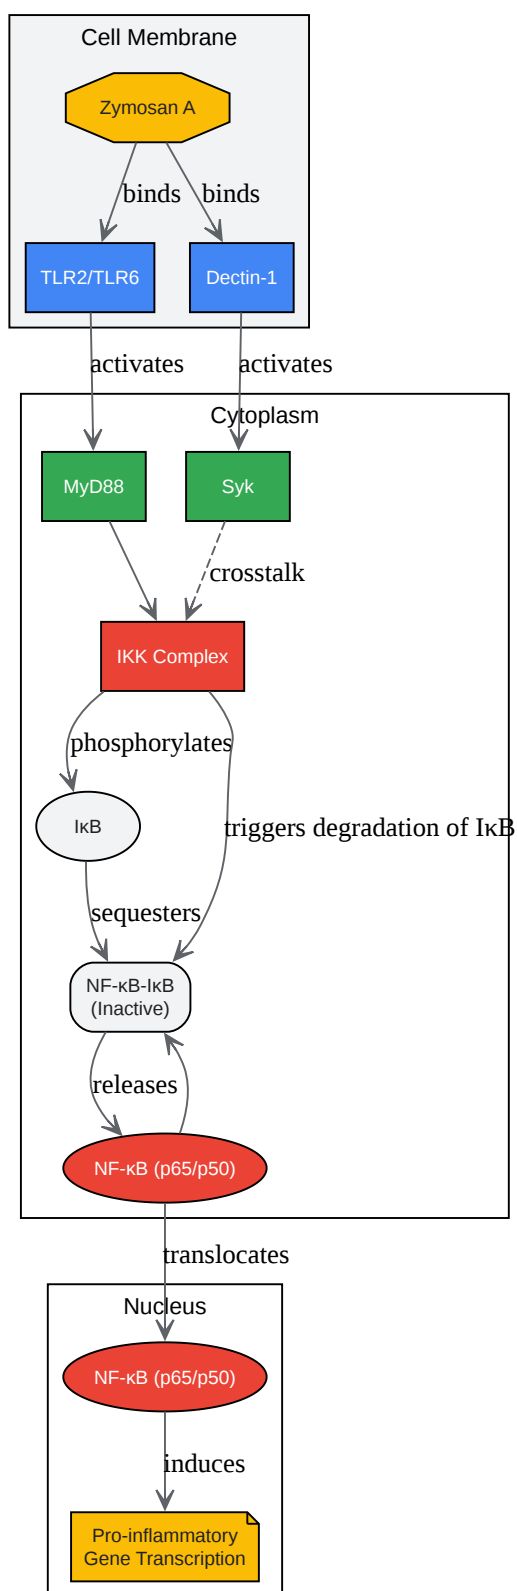 Cell Membrane
Zymosan A
binds
binds
TLR2/TLR6
Dectin-1
activates
activates
Cytoplasm
MyD88
Syk
crosstalk
IKK Complex
phosphorylates
IκB
triggers degradation of IκB
sequesters
NF-κB-IκB
(Inactive)
releases
NF-κB (p65/p50)
translocates
Nucleus
NF-κB (p65/p50)
induces
Pro-inflammatory
Gene Transcription